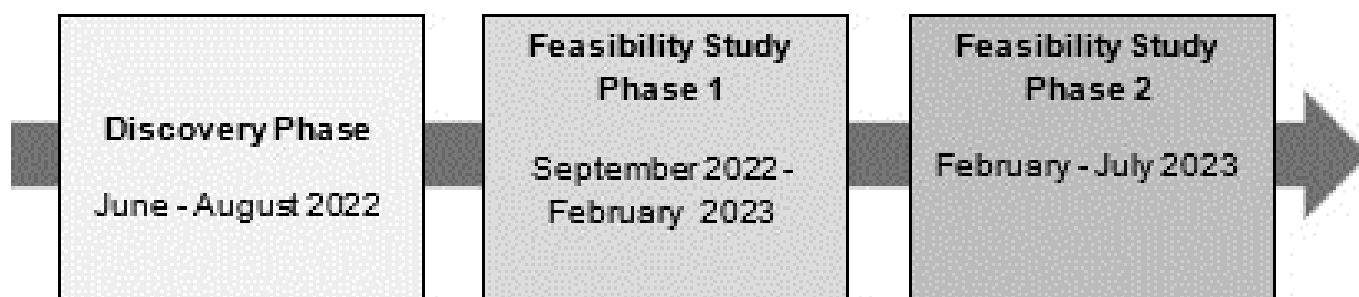 Discovery Phase
June - August 2022
Feasibility Study
Phase 1
September 2022 -
February 2023
Feasibility Study
Phase 2
February - July 2023